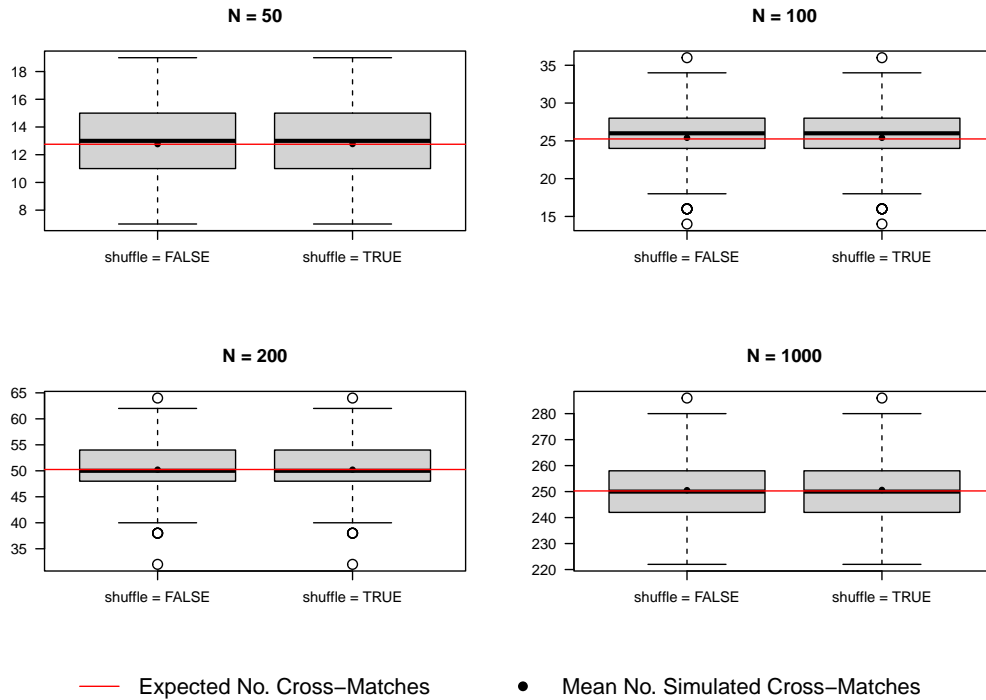 N = 50
18
16
14
12
10
8
shuffle = FALSE
shuffle = TRUE
N = 100
35
30
25
20
15
shuffle = FALSE
shuffle = TRUE
N = 200
65
60
55
50
45
40
35
shuffle = FALSE
shuffle = TRUE
N = 1000
280
270
260
250
240
230
220
shuffle = FALSE
shuffle = TRUE
Expected No. Cross−Matches
Mean No. Simulated Cross−Matches